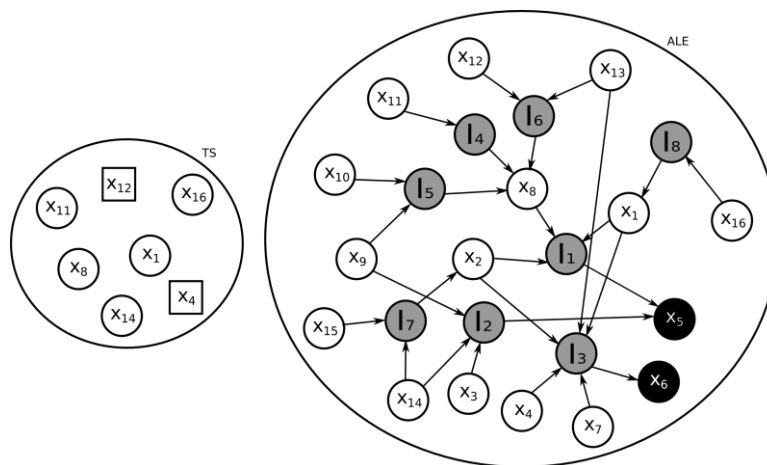 ALE
x₁₂
x₁₃
x₁₁
I₆
I₄
I₈
TS
x₁₂
x₁₆
x₁₀
I₅
x₈
x₁₁
x₁
x₁₆
x₁
x₉
x₂
I₁
x₈
x₄
x₁₄
x₁₅
I₇
I₂
x₅
I₃
x₆
x₁₄
x₃
x₄
x₇